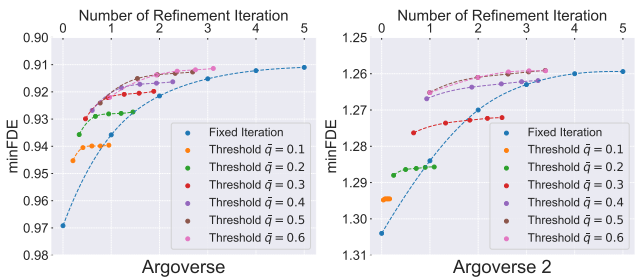 Number of Refinement Iteration
0 1 2 3 4 5
0.90
0.91
0.92
0.93
0.94
0.95
0.96
0.97
0.98
minFDE
Fixed Iteration
Threshold q̄ = 0.1
Threshold q̄ = 0.2
Threshold q̄ = 0.3
Threshold q̄ = 0.4
Threshold q̄ = 0.5
Threshold q̄ = 0.6
Argoverse
Number of Refinement Iteration
0 1 2 3 4 5
1.25
1.26
1.27
1.28
1.29
1.30
1.31
minFDE
Fixed Iteration
Threshold q̄ = 0.1
Threshold q̄ = 0.2
Threshold q̄ = 0.3
Threshold q̄ = 0.4
Threshold q̄ = 0.5
Threshold q̄ = 0.6
Argoverse 2